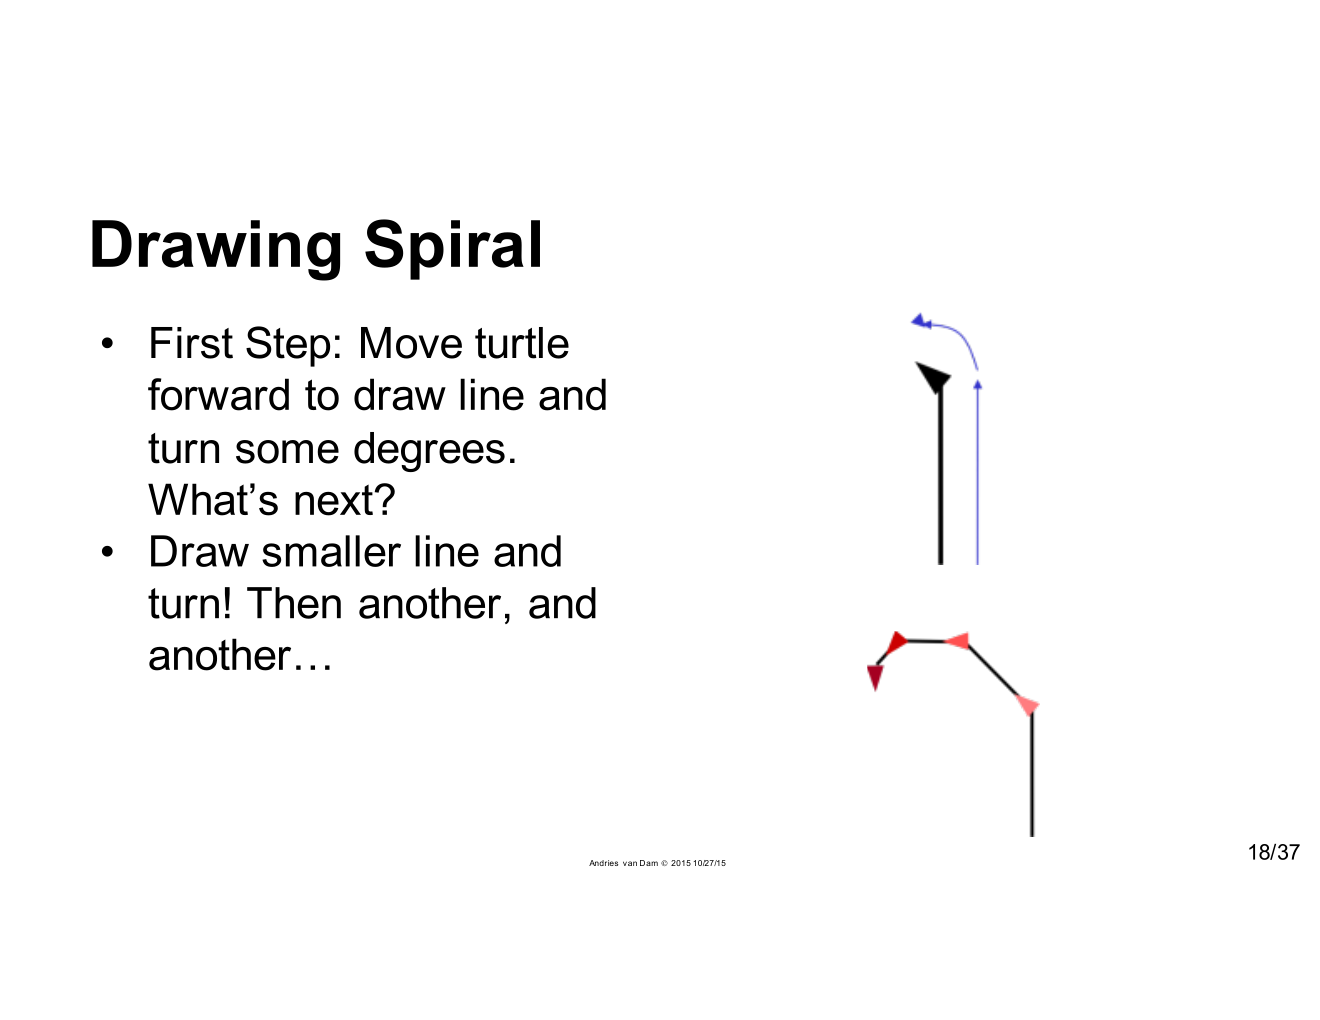 Drawing Spiral
• First Step: Move turtle
forward to draw line and
turn some degrees.
What’s next?
• Draw smaller line and
turn! Then another, and
another…
Andries van Dam © 2015 10/27/15
18/37